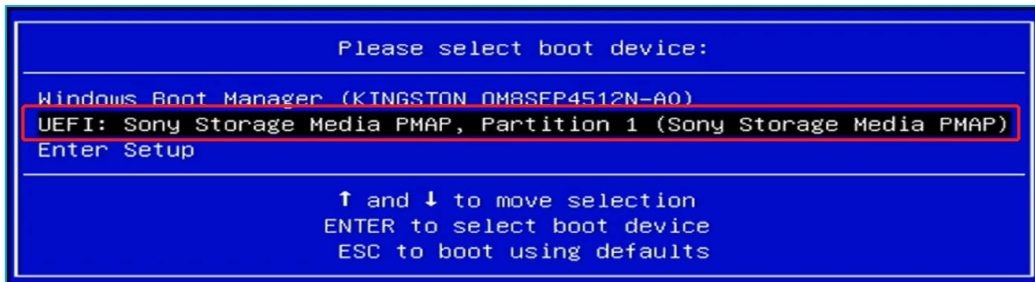 Please select boot device:
Windows Boot Manager (KINGSTON OM8SEP4512N-A0)
UEFI: Sony Storage Media PMAP, Partition 1 (Sony Storage Media PMAP)
Enter Setup
↑ and ↓ to move selection
ENTER to select boot device
ESC to boot using defaults